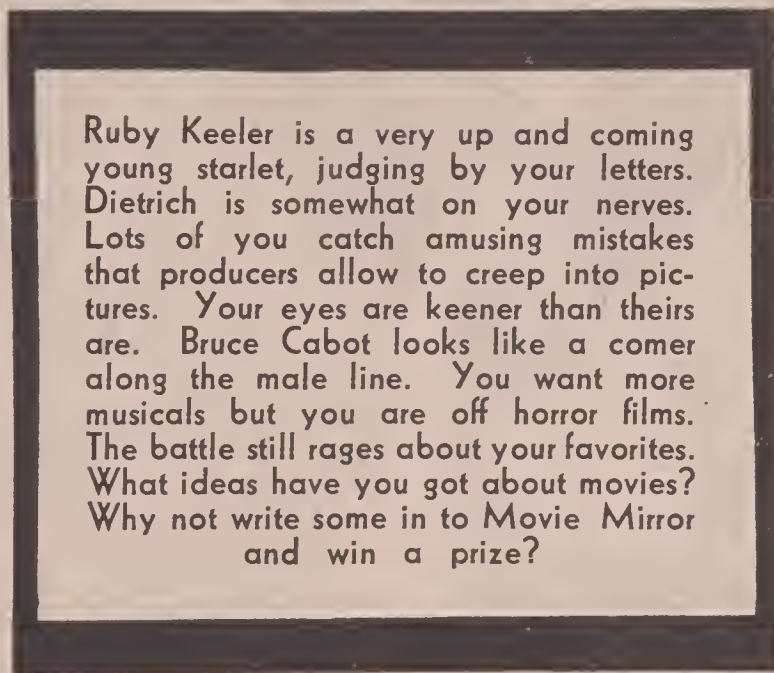 Ruby Keeler is a very up and coming
young starlet, judging by your letters.
Dietrich is somewhat on your nerves.
Lots of you catch amusing mistakes
that producers allow to creep into pic-
tures. Your eyes are keener than theirs
are. Bruce Cabot looks like a comer
along the male line. You want more
musicals but you are off horror films.
The battle still rages about your favorites.
What ideas have you got about movies?
Why not write some in to Movie Mirror
and win a prize?